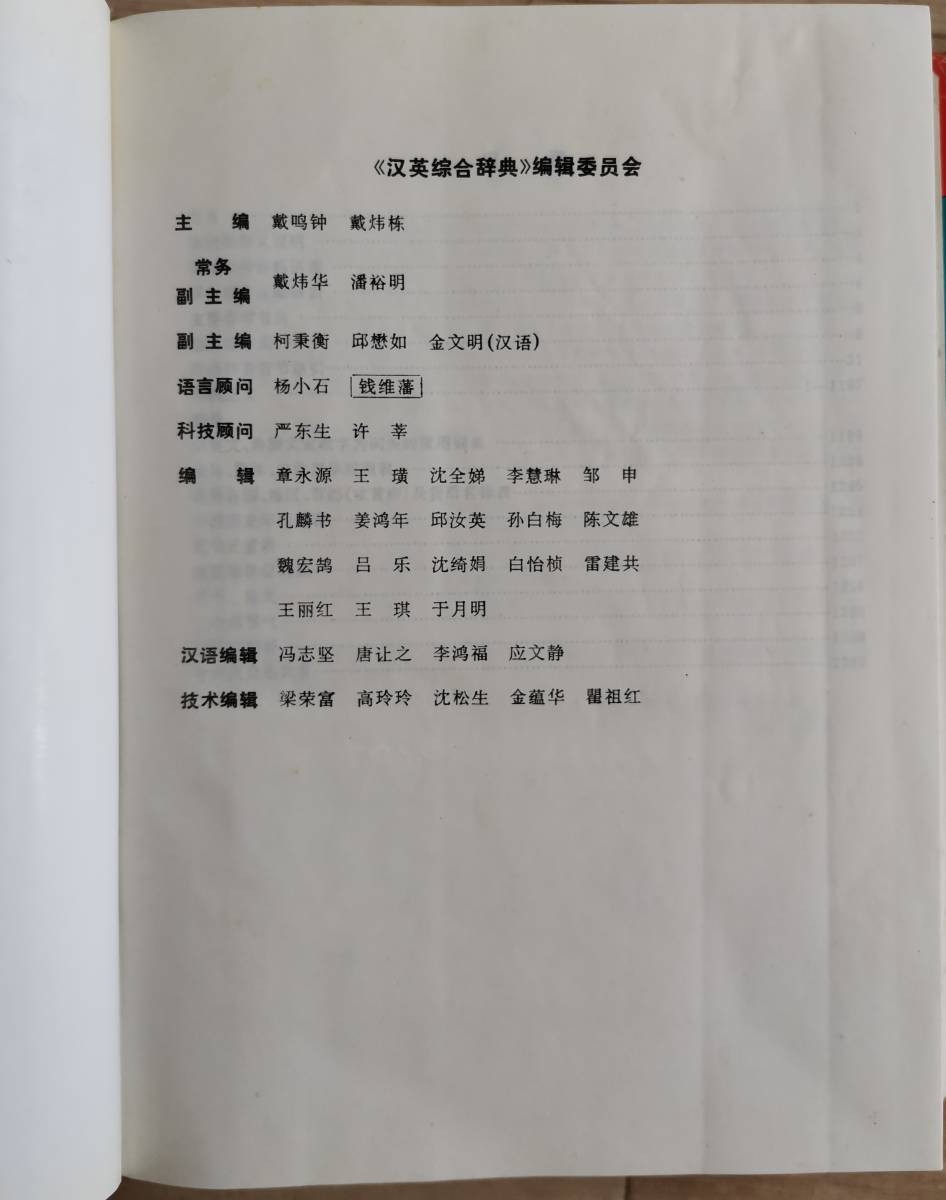 《汉英综合辞典》编辑委员会
主 编 戴鸣钟 戴炜栋
常务
副主编 戴炜华 潘裕明
副主编 柯秉衡 邱懋如 金文明(汉语)
语言顾问 杨小石 钱维藩
科技顾问 严东生 许 莘
编 辑 章永源 王 璜 沈全娣 李慧琳 邹 申
孔麟书 姜鸿年 邱汝英 孙白梅 陈文雄
魏宏鹄 吕 乐 沈绮娟 白怡桢 雷建共
王丽红 王 琪 于月明
汉语编辑 冯志坚 唐让之 李鸿福 应文静
技术编辑 梁荣富 高玲玲 沈松生 金蕴华 瞿祖红